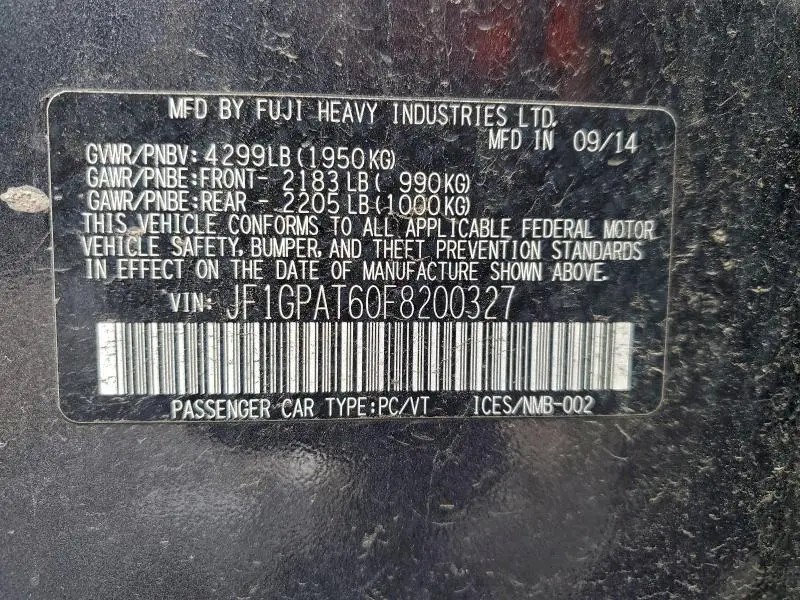 MFD BY FUJI HEAVY INDUSTRIES LTD.
MFD IN 09/14
GVWR/PNBV: 4299LB (1950KG)
GAWR/PNBE: FRONT- 2183LB ( 990KG)
GAWR/PNBE: REAR - 2205LB (1000KG)
THIS VEHICLE CONFORMS TO ALL APPLICABLE FEDERAL MOTOR
VEHICLE SAFETY, BUMPER, AND THEFT PREVENTION STANDARDS
IN EFFECT ON THE DATE OF MANUFACTURE SHOWN ABOVE.
VIN: JF1GPAT60F8200327
PASSENGER CAR TYPE:PC/VT ICES/NMB-002